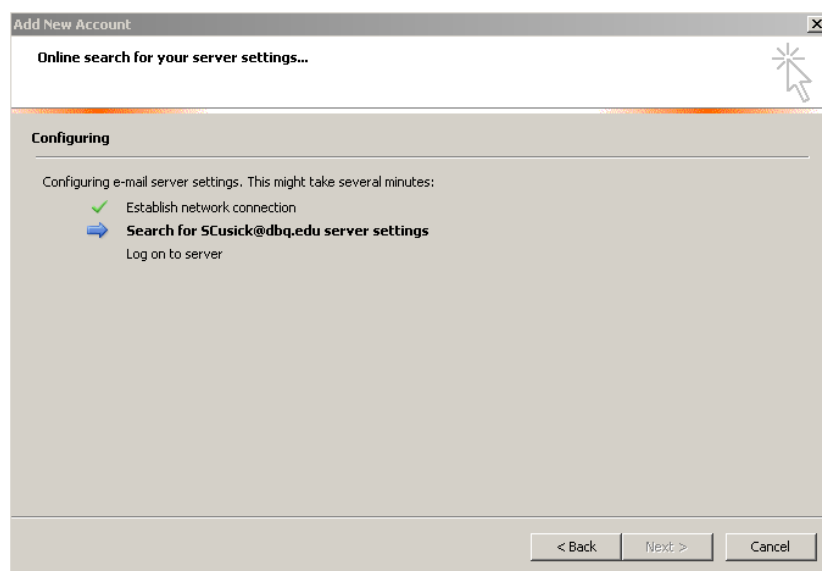 Add New Account
Online search for your server settings...
Configuring
Configuring e-mail server settings. This might take several minutes:
Establish network connection
Search for SCusick@dbq.edu server settings
Log on to server
< Back
Next >
Cancel